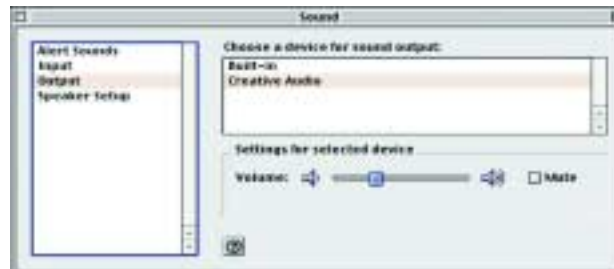 Sound
Alert Sounds
Input
Output
Speaker Setup
Choose a device for sound output:
Built-in
Creative Audio
Settings for selected device
Volume:
Mute